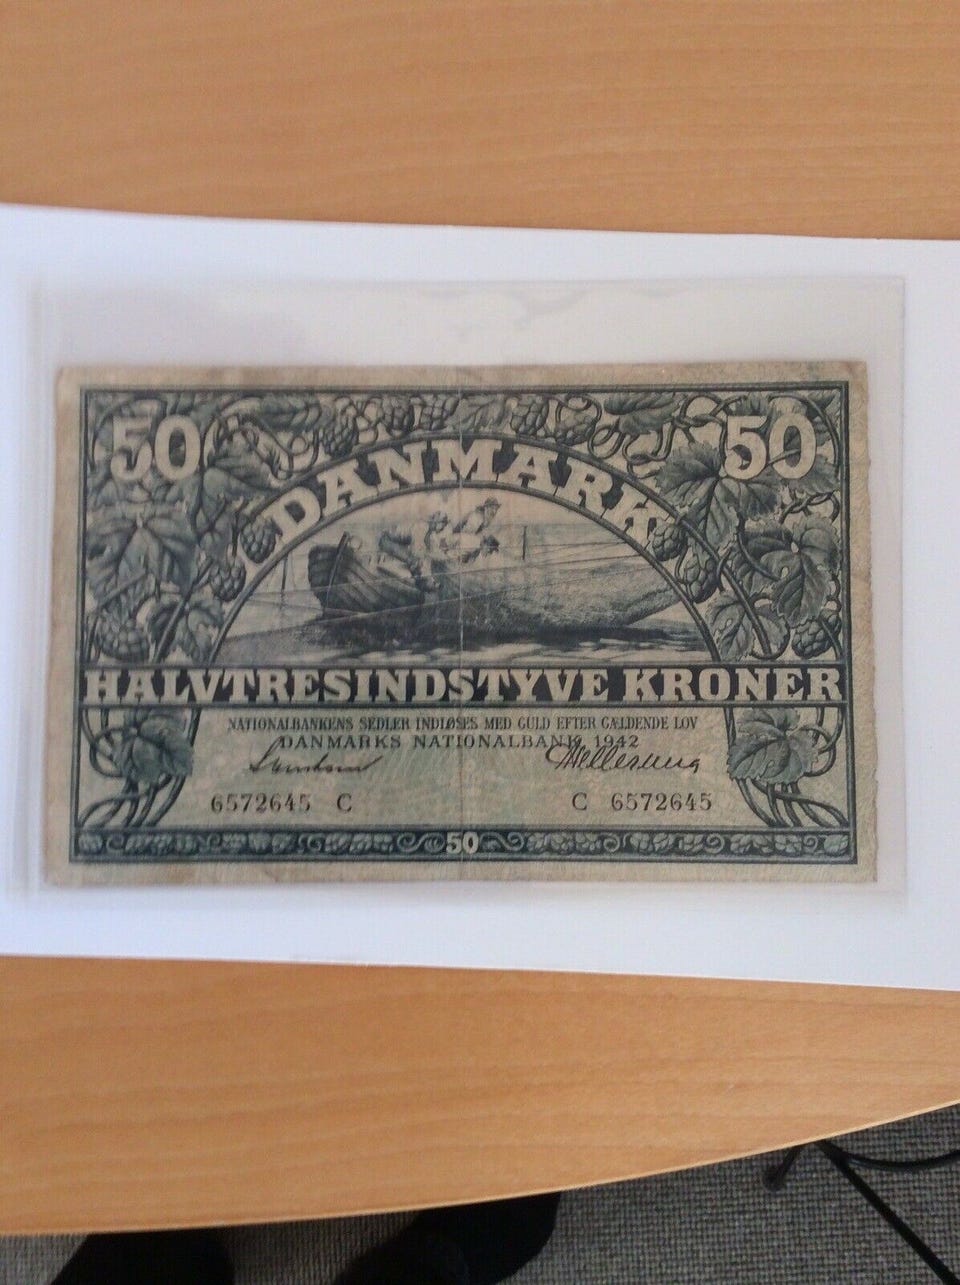 50 50
DANMARK
HALVTRESINDSTYVE KRONER
NATIONALBANKENS SEDLER INDLØSES MED GULD EFTER GÆLDENDE LOV
DANMARKS NATIONALBANK 1942
6572645 C C 6572645
50